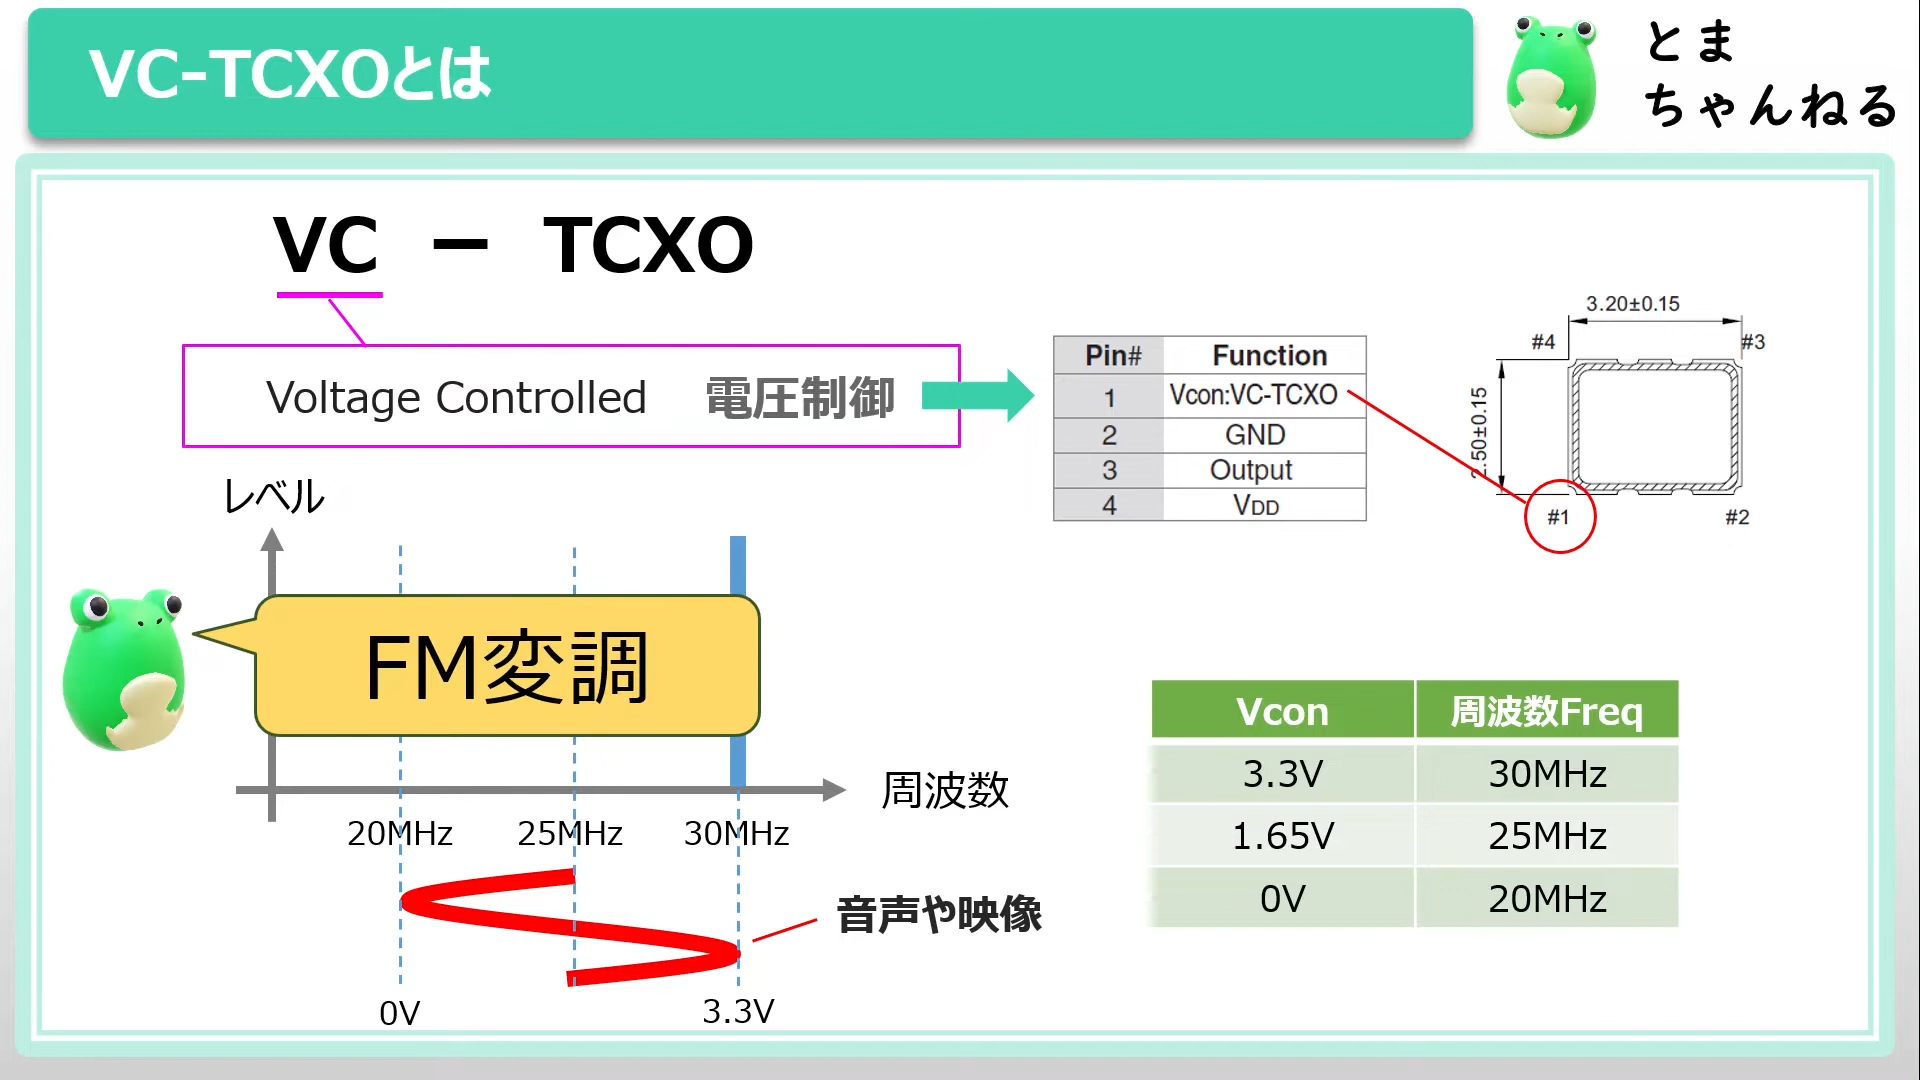 VC-TCXOとは
とま
ちゃんねる
VC － TCXO
Voltage Controlled 電圧制御
Pin# Function
1 Vcon:VC-TCXO
2 GND
3 Output
4 VDD
3.20±0.15
#4 #3
2.50±0.15
#1 #2
レベル
FM変調
周波数
20MHz 25MHz 30MHz
音声や映像
0V 3.3V
Vcon 周波数Freq
3.3V 30MHz
1.65V 25MHz
0V 20MHz